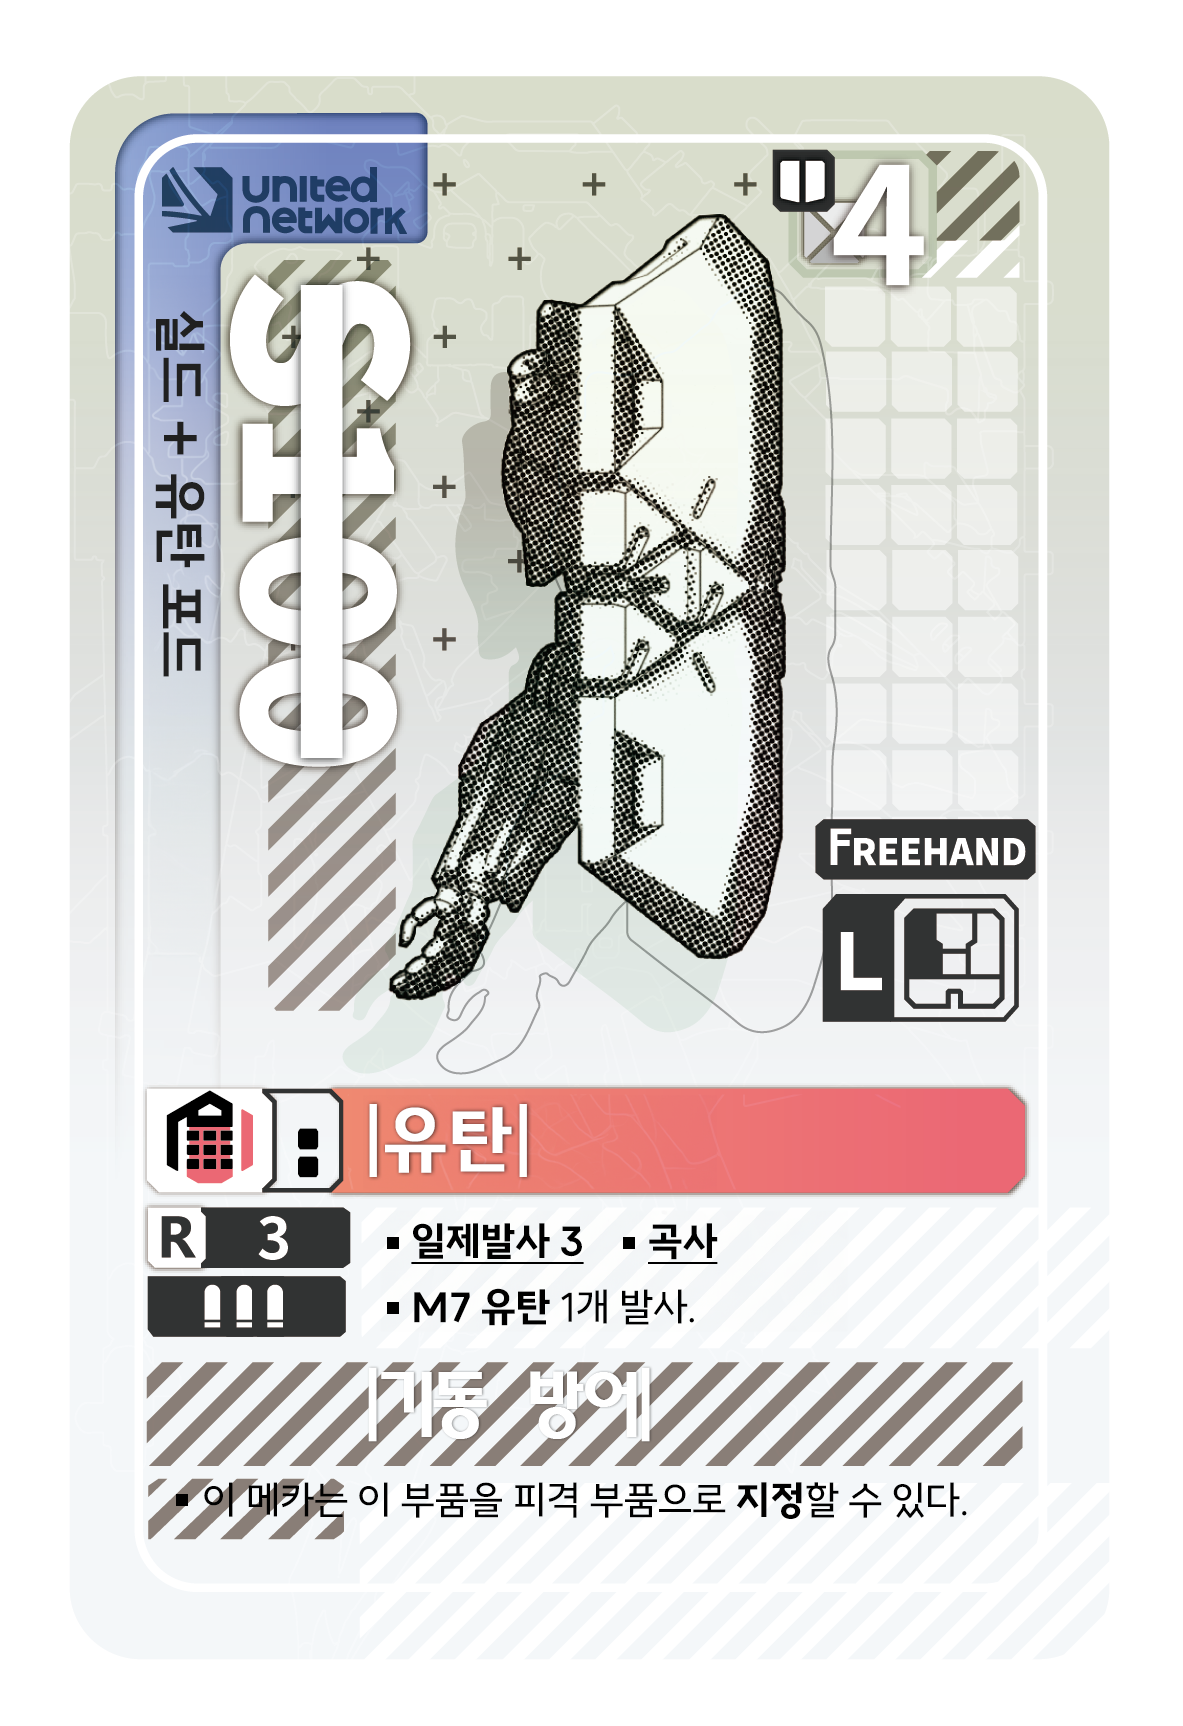 united
network
4
실드 + 유탄 포드
S100
FREEHAND
L
|유탄|
R 3
▪ 일제발사 3 ▪ 곡사
▪ M7 유탄 1개 발사.
|기동 방어|
▪ 이 메카는 이 부품을 피격 부품으로 지정할 수 있다.